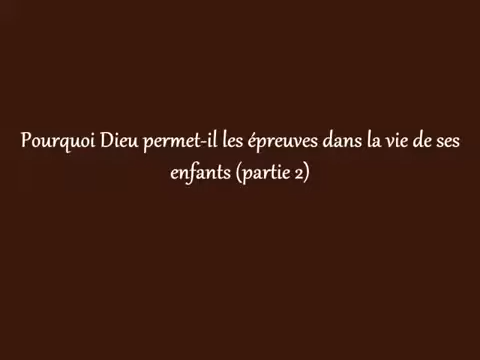 Pourquoi Dieu permet-il les épreuves dans la vie de ses
enfants (partie 2)